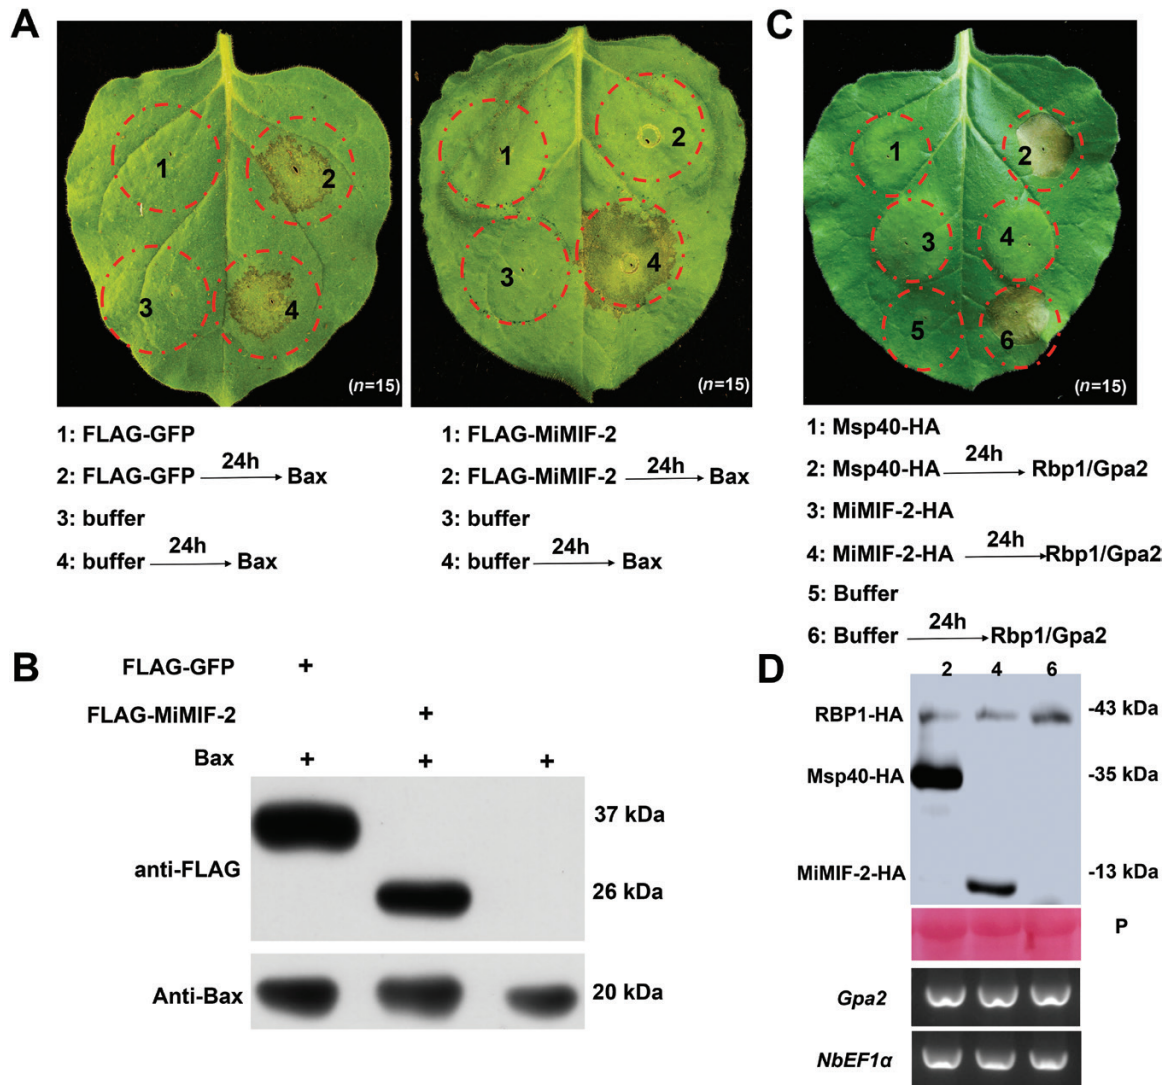 A
1
2
3
4
(n=15)
1: FLAG-GFP
2: FLAG-GFP 24h Bax
3: buffer
4: buffer 24h Bax
1
2
3
4
(n=15)
1: FLAG-MiMIF-2
2: FLAG-MiMIF-2 24h Bax
3: buffer
4: buffer 24h Bax
C
1
2
3
4
5
6
(n=15)
1: Msp40-HA
2: Msp40-HA 24h Rbp1/Gpa2
3: MiMIF-2-HA
4: MiMIF-2-HA 24h Rbp1/Gpa2
5: Buffer
6: Buffer 24h Rbp1/Gpa2
B
FLAG-GFP +
FLAG-MiMIF-2 +
Bax + + +
anti-FLAG
37 kDa
26 kDa
Anti-Bax 20 kDa
D
2 4 6
RBP1-HA -43 kDa
Msp40-HA -35 kDa
MiMIF-2-HA -13 kDa
P
Gpa2
NbEF1α